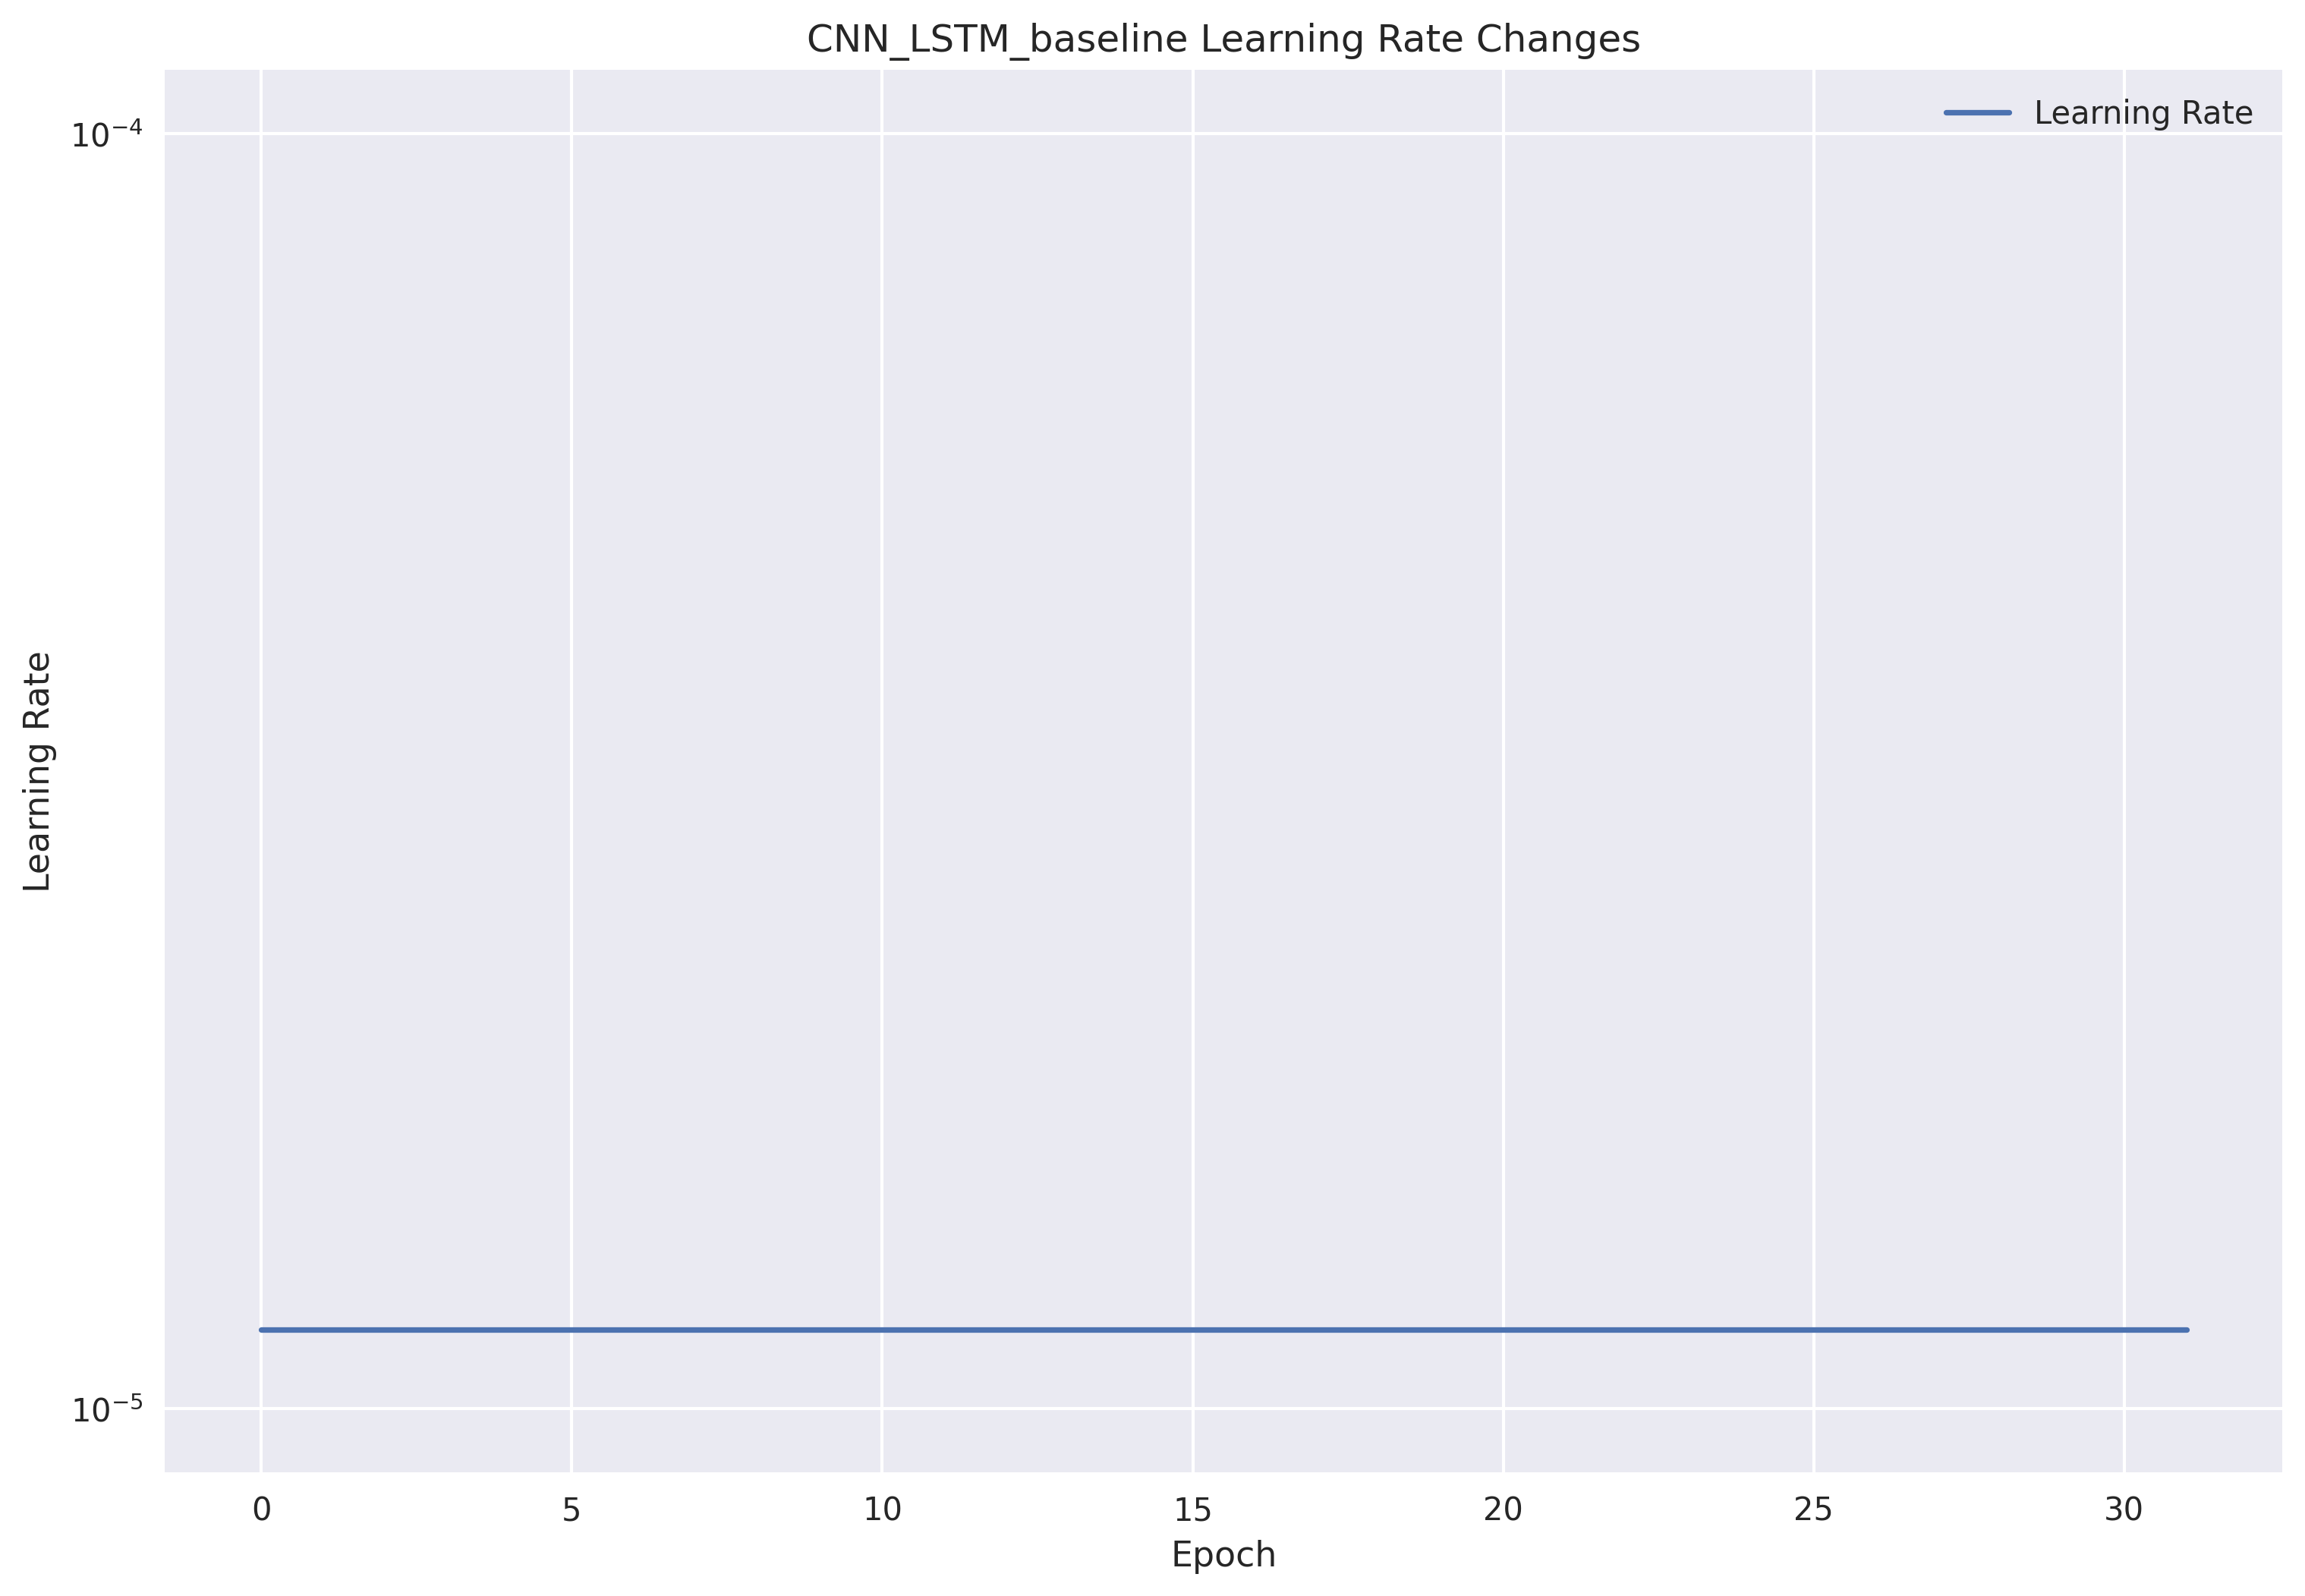 CNN_LSTM_baseline Learning Rate Changes
Learning Rate
10⁻⁴
Learning Rate
10⁻⁵
0 5 10 15 20 25 30
Epoch